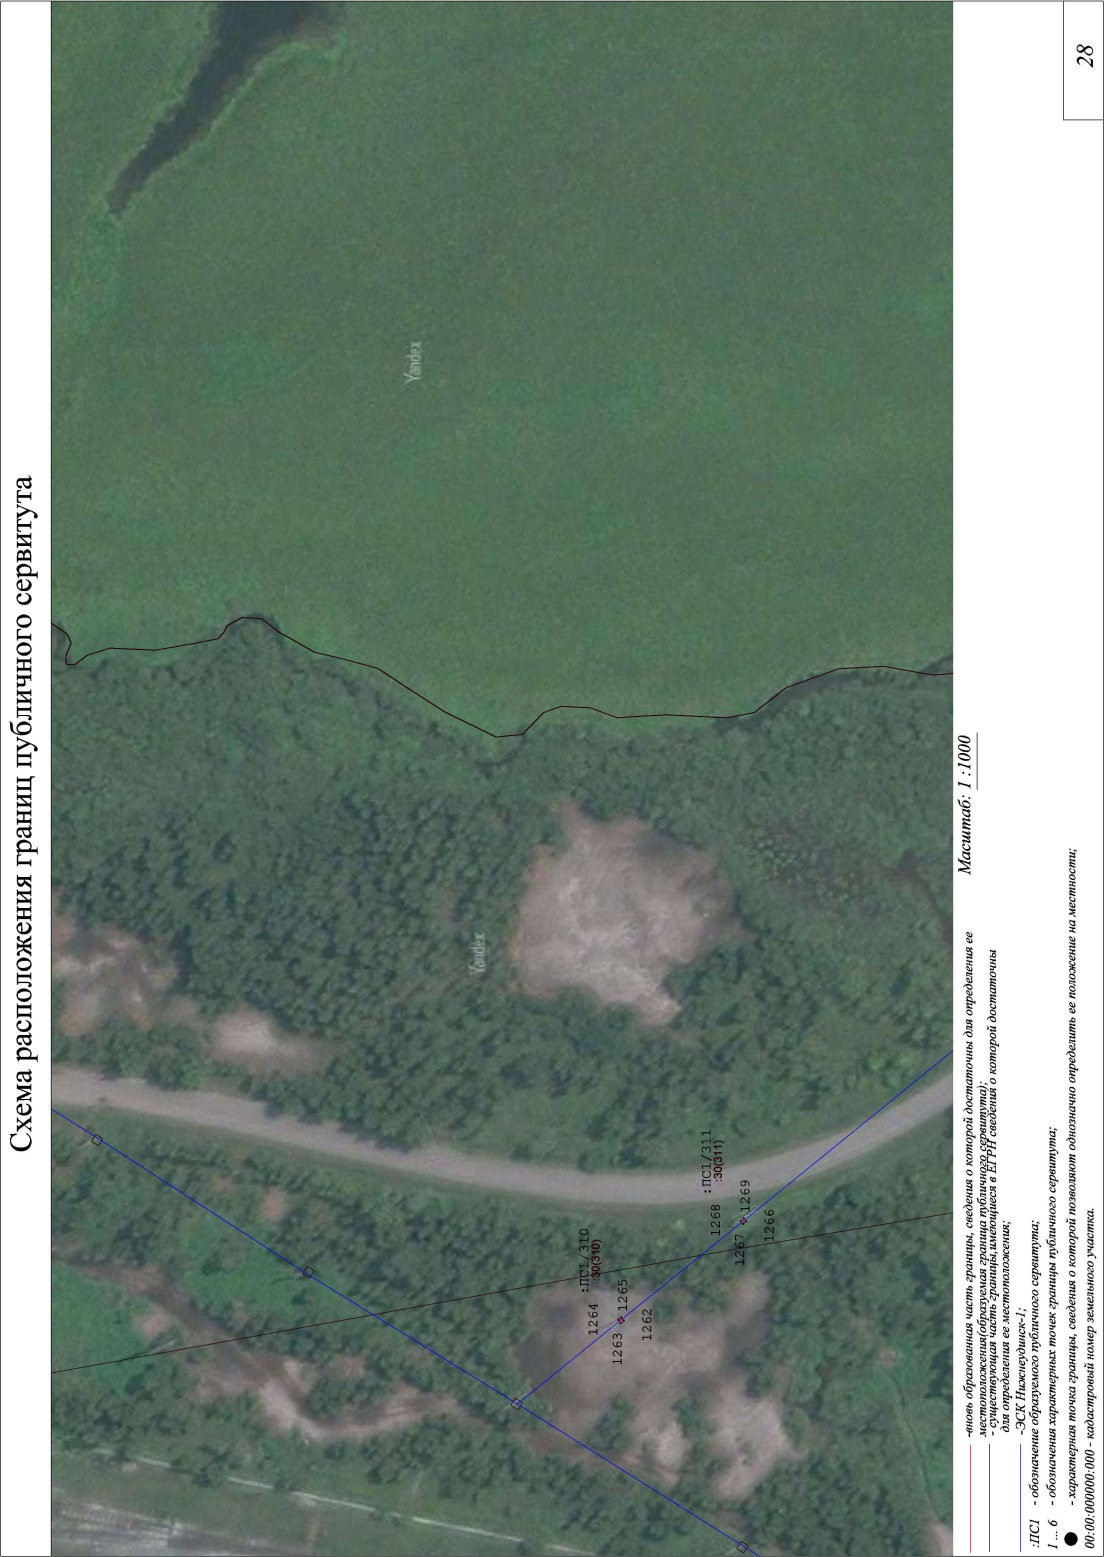 Схема расположения границ публичного сервитута
Yandex
Yandex
:ПС1/310
:30(310)
1264
1265
1263
1262
:ПС1/311
:30(311)
1268
1269
1267
1266
Масштаб: 1 :1000
-вновь образованная часть границы, сведения о которой достаточны для определения ее
местоположения(образуемая граница публичного сервитута);
- существующая часть границы,имеющиеся в ЕГРН сведения о которой достаточны
для определения ее местоположения;
-ЭСК Нижнеудинск-1;
:ПС1 - обозначение образуемого публичного сервитута;
1 ... 6 - обозначения характерных точек границы публичного сервитута;
- характерная точка границы, сведения о которой позволяют однозначно определить ее положение на местности;
00:00:000000:000 - кадастровый номер земельного участка.
28